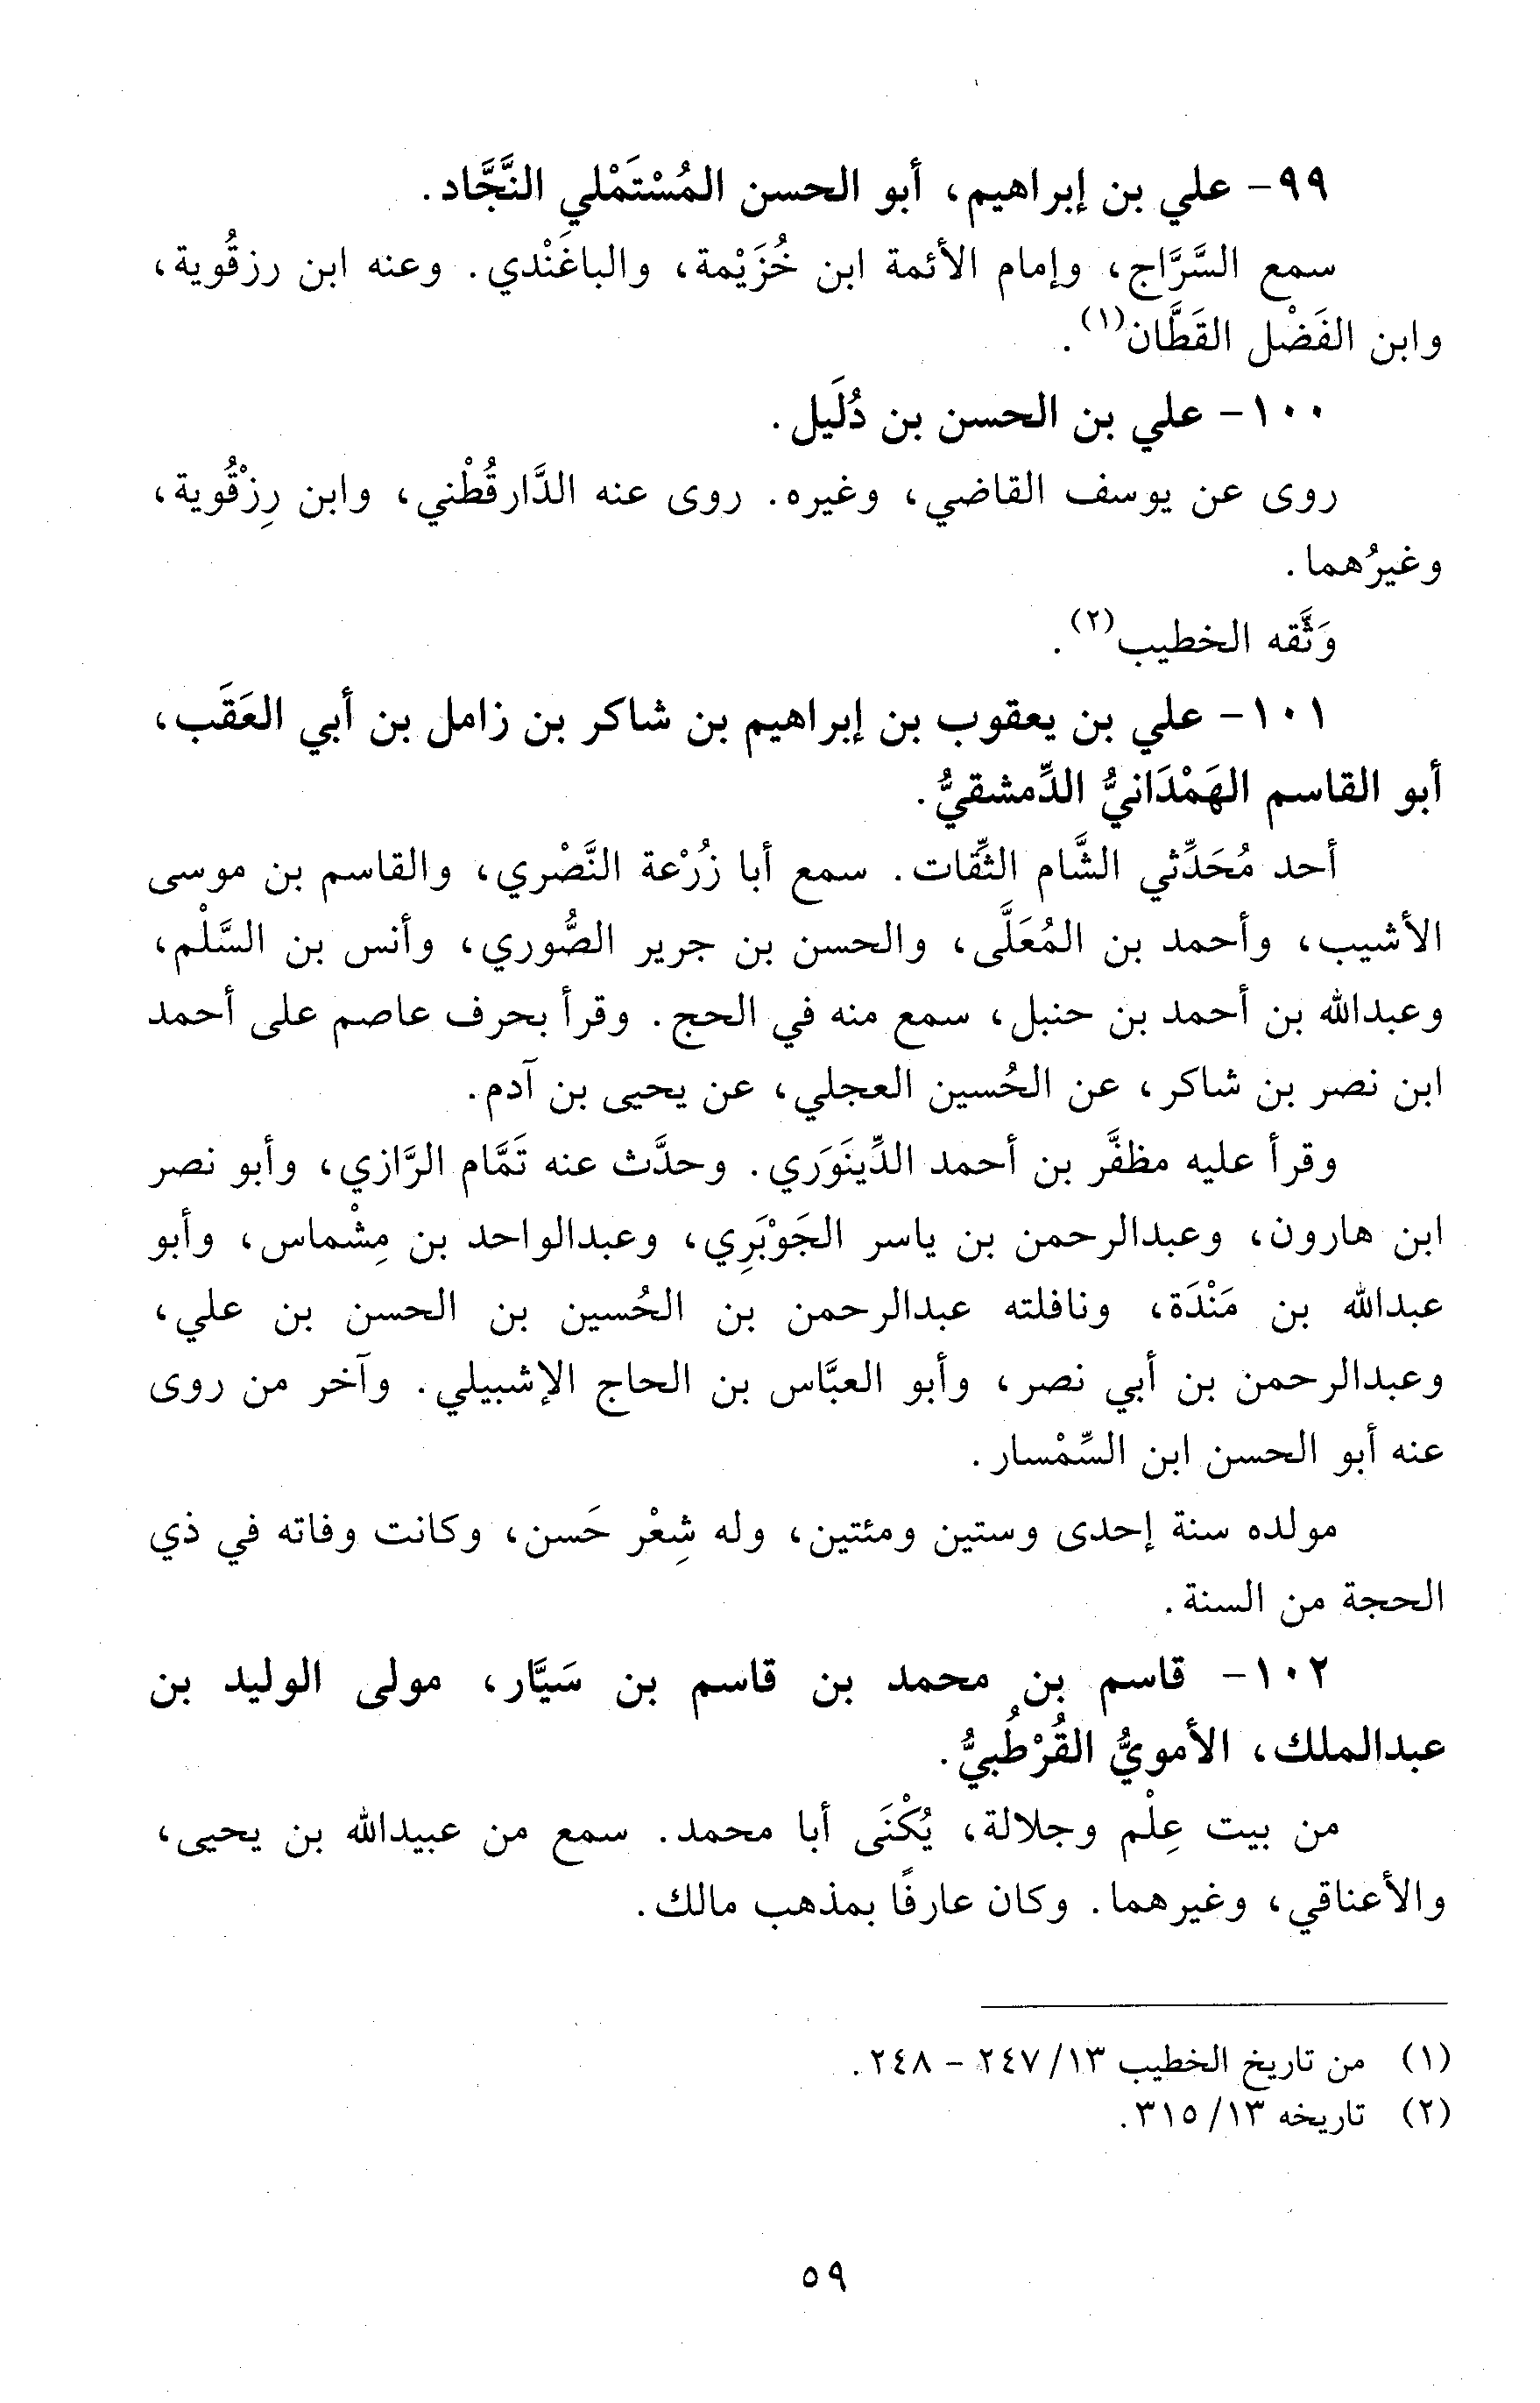 ٩٩- علي بن إبراهيم، أبو الحسن المُسْتَمْلي النَّجَّاد.
سمع السَّرَّاج، وإمام الأئمة ابن خُزَيْمة، والباغَنْدي. وعنه ابن رزقُوية،
وابن الفَضْل القَطَّان(١).
١٠٠- علي بن الحسن بن دُلَيل.
روى عن يوسف القاضي، وغيره. روى عنه الدَّارقُطْني، وابن رِزْقُوية،
وغيرُهما.
وَثَّقه الخطيب(٢).
١٠١- علي بن يعقوب بن إبراهيم بن شاكر بن زامل بن أبي العَقَب،
أبو القاسم الهَمْدَانيُّ الدِّمشقيُّ.
أحد مُحَدِّثي الشَّام الثِّقات. سمع أبا زُرْعة النَّصْري، والقاسم بن موسى
الأشيب، وأحمد بن المُعَلَّى، والحسن بن جرير الصُّوري، وأنس بن السَّلْم،
وعبدالله بن أحمد بن حنبل، سمع منه في الحج. وقرأ بحرف عاصم على أحمد
ابن نصر بن شاكر، عن الحُسين العجلي، عن يحيى بن آدم.
وقرأ عليه مظفَّر بن أحمد الدِّينَوَري. وحدَّث عنه تَمَّام الرَّازي، وأبو نصر
ابن هارون، وعبدالرحمن بن ياسر الجَوْبَرِي، وعبدالواحد بن مِشْماس، وأبو
عبدالله بن مَنْدَة، ونافلته عبدالرحمن بن الحُسين بن الحسن بن علي،
وعبدالرحمن بن أبي نصر، وأبو العبَّاس بن الحاج الإشبيلي. وآخر من روى
عنه أبو الحسن ابن السِّمْسار.
مولده سنة إحدى وستين ومئتين، وله شِعْر حَسن، وكانت وفاته في ذي
الحجة من السنة.
١٠٢- قاسم بن محمد بن قاسم بن سَيَّار، مولى الوليد بن
عبدالملك، الأمويُّ القُرْطُبيُّ.
من بيت عِلْم وجلالة، يُكْنَى أبا محمد. سمع من عبيدالله بن يحيى،
والأعناقي، وغيرهما. وكان عارفًا بمذهب مالك.
(١) من تاريخ الخطيب ١٣/ ٢٤٧ - ٢٤٨.
(٢) تاريخه ١٣/ ٣١٥.
٥٩